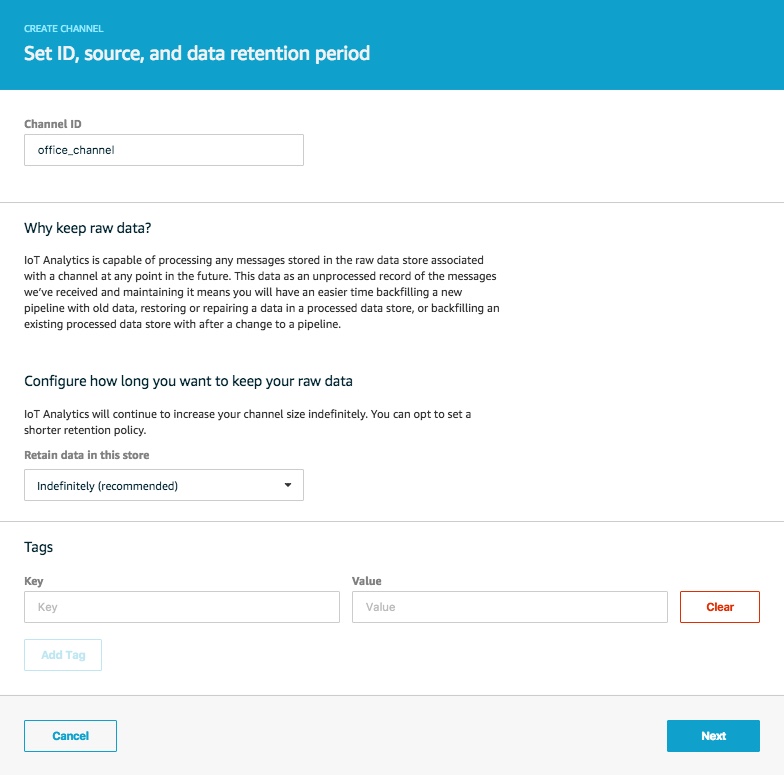 CREATE CHANNEL
Set ID, source, and data retention period
Channel ID
office_channel
Why keep raw data?
IoT Analytics is capable of processing any messages stored in the raw data store associated
with a channel at any point in the future. This data as an unprocessed record of the messages
we've received and maintaining it means you will have an easier time backfilling a new
pipeline with old data, restoring or repairing a data in a processed data store, or backfilling an
existing processed data store with after a change to a pipeline.
Configure how long you want to keep your raw data
IoT Analytics will continue to increase your channel size indefinitely. You can opt to set a
shorter retention policy.
Retain data in this store
Indefinitely (recommended)
Tags
Key Value
Key Value Clear
Add Tag
Cancel Next